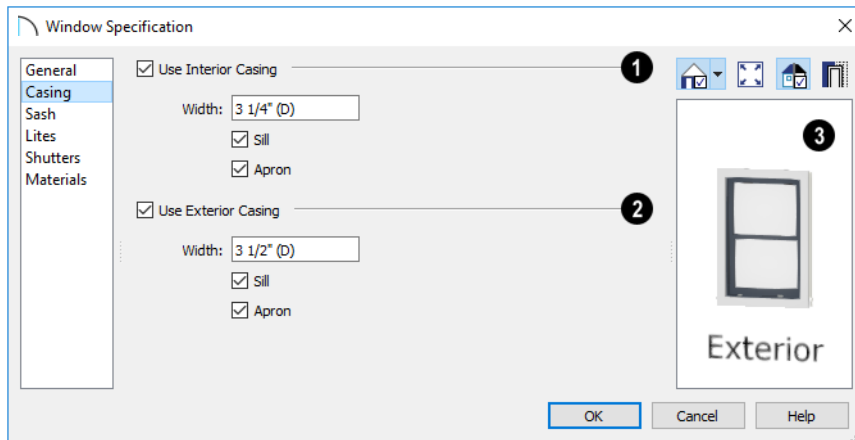 Window Specification
General
Casing
Sash
Lites
Shutters
Materials
Use Interior Casing
1
Width: 3 1/4" (D)
Sill
Apron
Use Exterior Casing
2
Width: 3 1/2" (D)
Sill
Apron
3
Exterior
OK
Cancel
Help